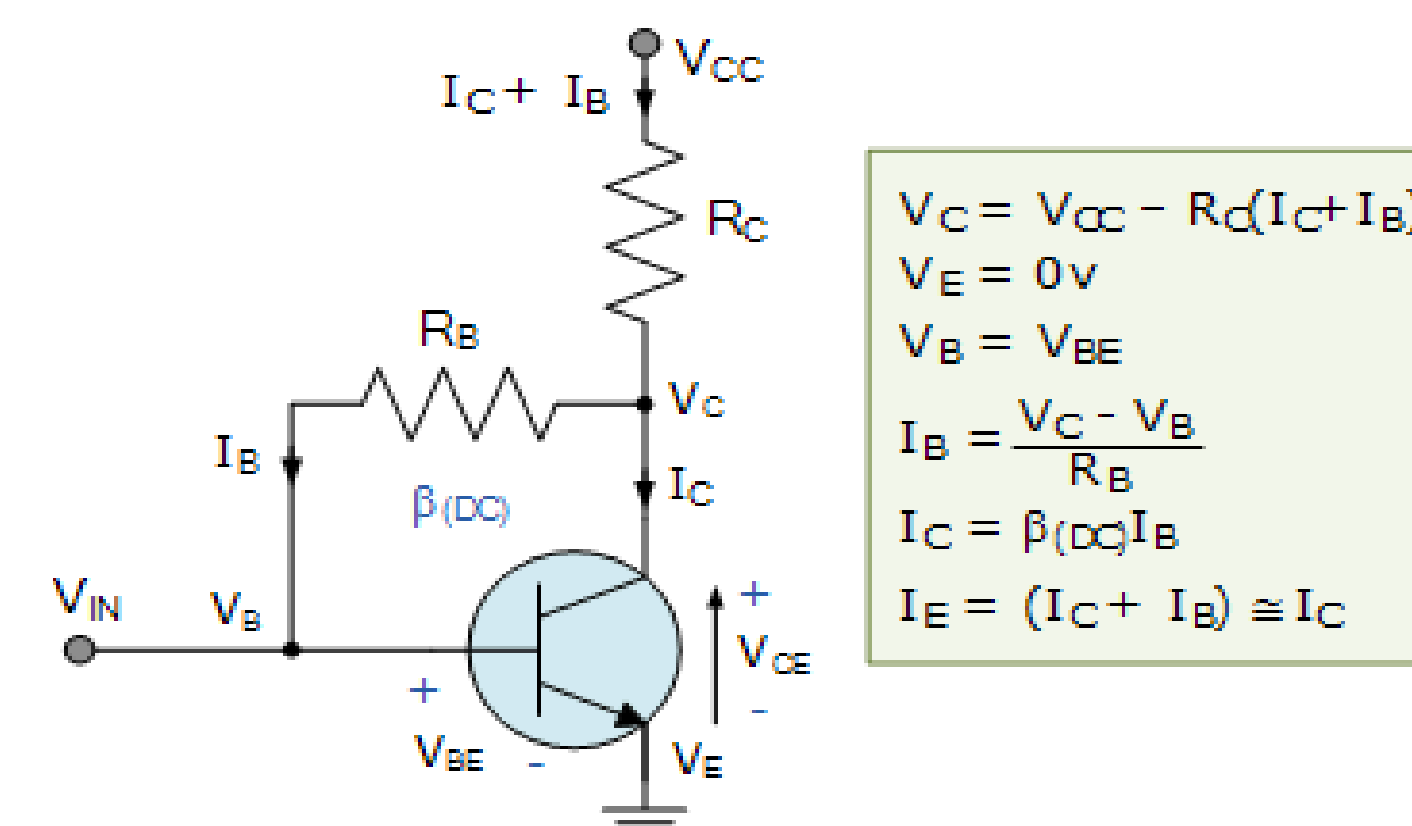 VCC
IC + IB
RC
RB
VC
IB
IC
β(DC)
VIN
VB
+
VCE
-
+
VBE
-
VE
VC = VCC - RC(IC+IB)
VE = 0v
VB = VBE
IB = VC - VB / RB
IC = β(DC)IB
IE = (IC + IB) ≅ IC